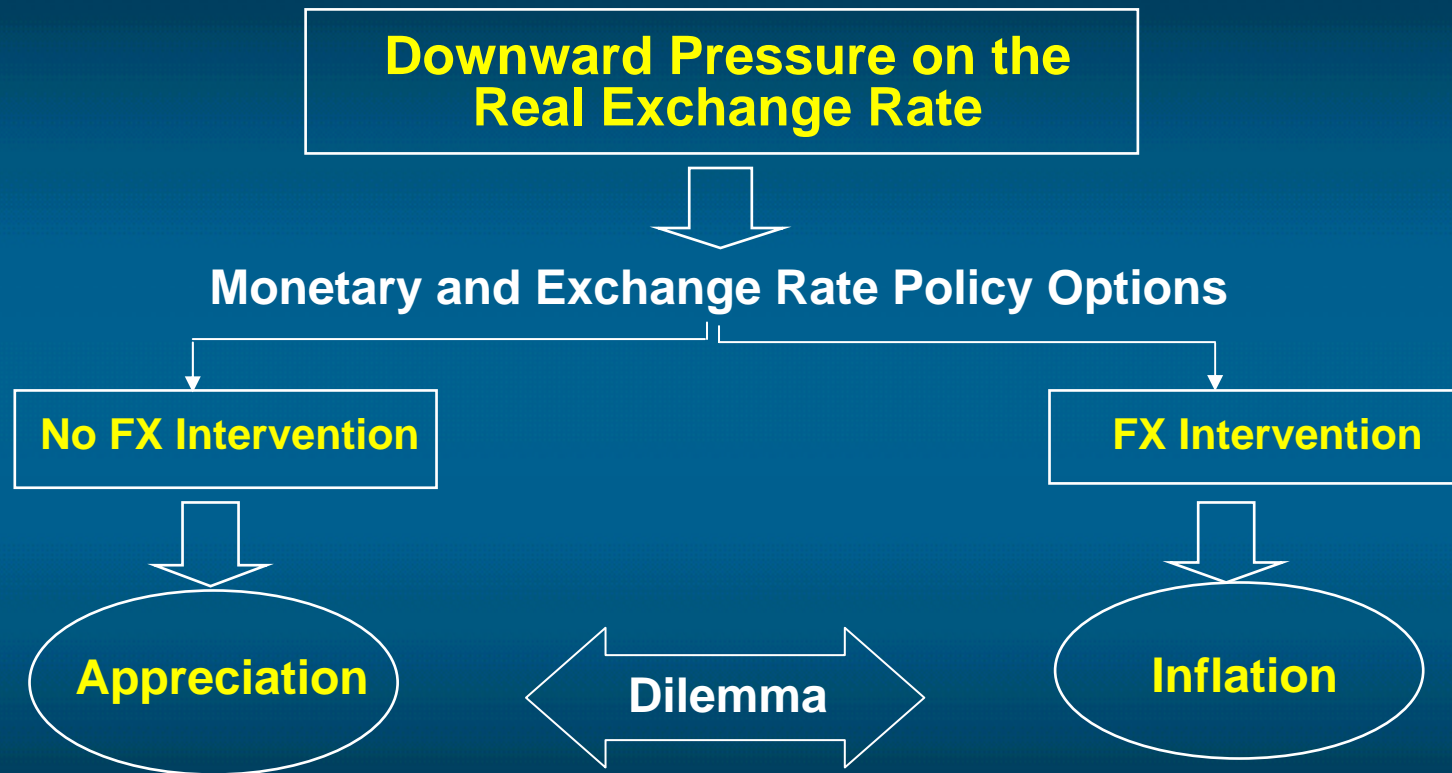 Downward Pressure on the
Real Exchange Rate
Monetary and Exchange Rate Policy Options
No FX Intervention
FX Intervention
Appreciation
Dilemma
Inflation